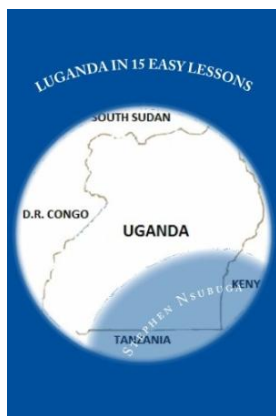 LUGANDA IN 15 EASY LESSONS
SOUTH SUDAN
D.R. CONGO
UGANDA
KENY
STEPHEN NSUBUGA
TANZANIA